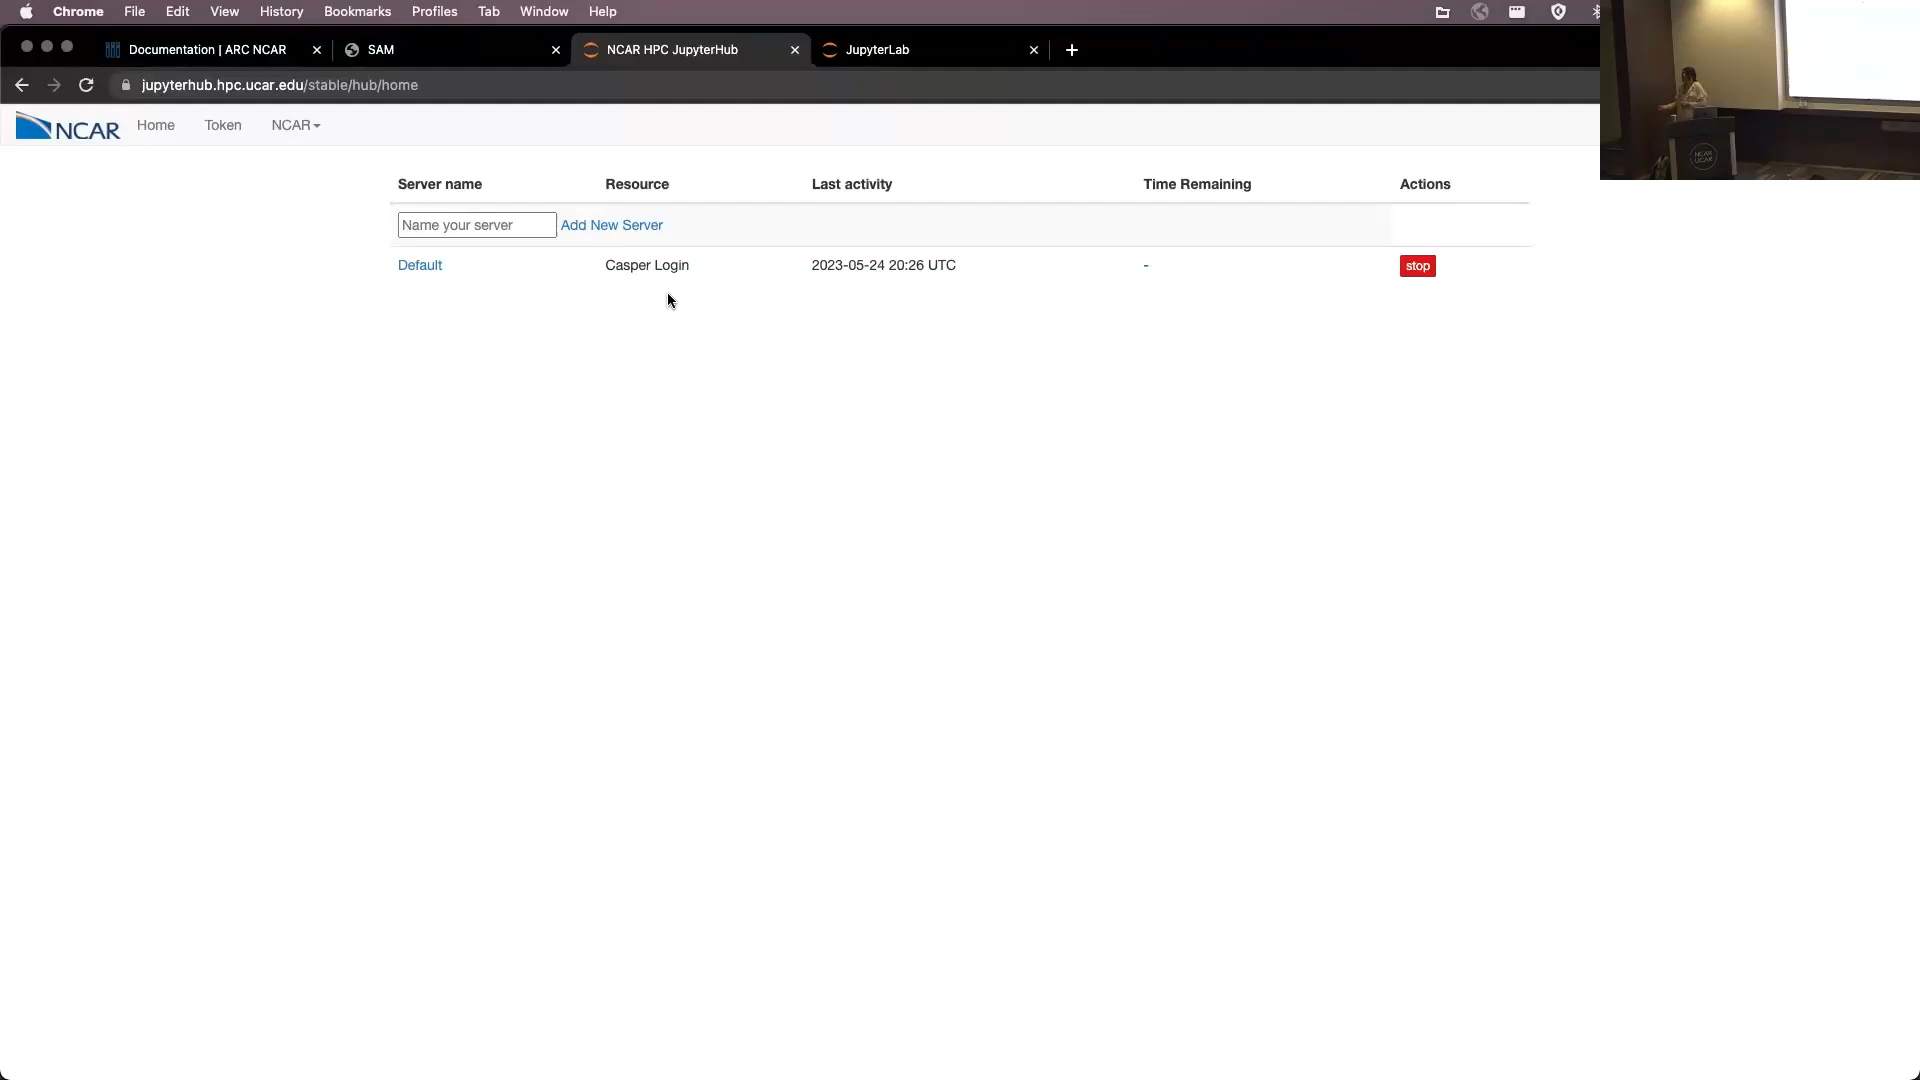 Chrome File Edit View History Bookmarks Profiles Tab Window Help
Documentation | ARC NCAR SAM NCAR HPC JupyterHub JupyterLab
jupyterhub.hpc.ucar.edu/stable/hub/home
NCAR Home Token NCAR
Server name Resource Last activity Time Remaining Actions
Name your server Add New Server
Default Casper Login 2023-05-24 20:26 UTC - stop
NCAR
UCAR